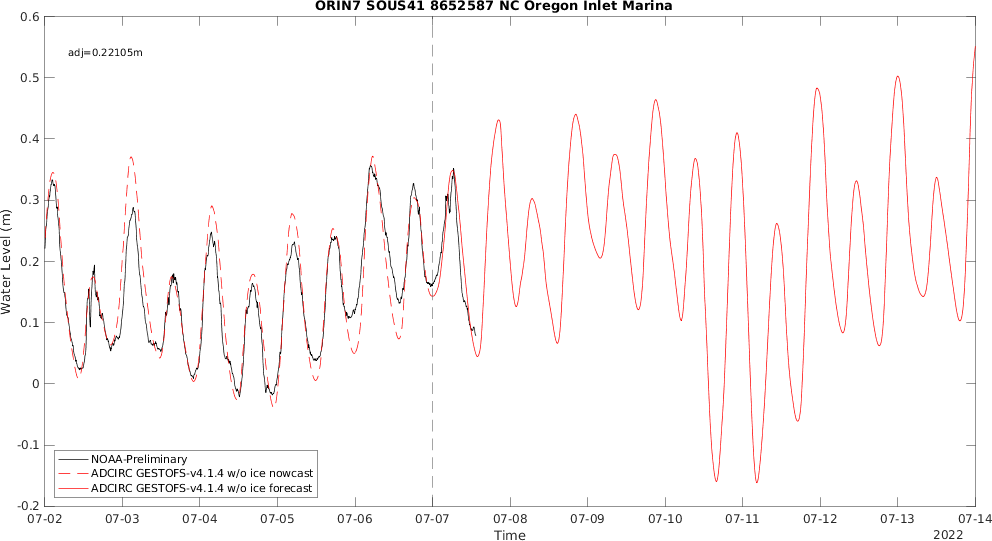 ORIN7 SOUS41 8652587 NC Oregon Inlet Marina
adj=0.22105m
0.6
0.5
0.4
0.3
0.2
0.1
0
-0.1
-0.2
Water Level (m)
NOAA-Preliminary
ADCIRC GESTOFS-v4.1.4 w/o ice nowcast
ADCIRC GESTOFS-v4.1.4 w/o ice forecast
07-02 07-03 07-04 07-05 07-06 07-07 07-08 07-09 07-10 07-11 07-12 07-13 07-14
Time
2022